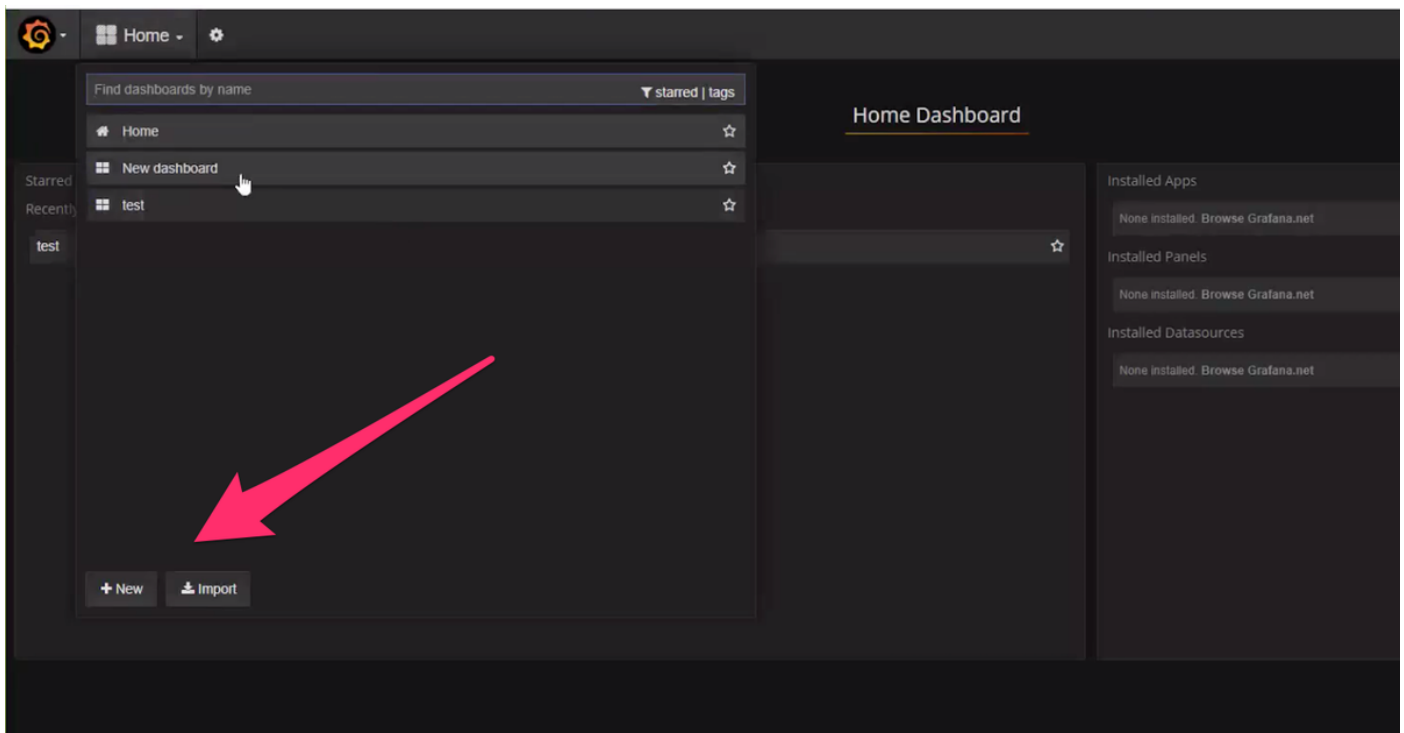 Home
Find dashboards by name
starred | tags
Home
New dashboard
test
+ New
Import
Home Dashboard
Starred
Recently
test
Installed Apps
None installed. Browse Grafana.net
Installed Panels
None installed. Browse Grafana.net
Installed Datasources
None installed. Browse Grafana.net